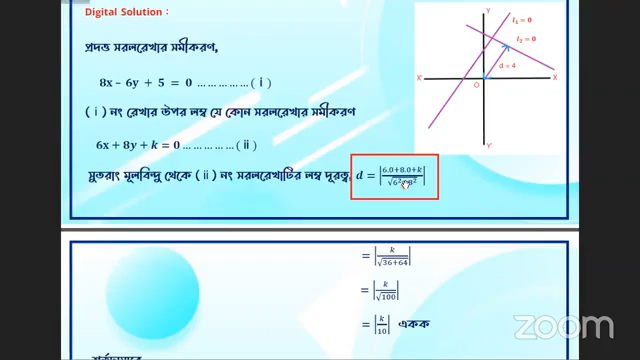 Digital Solution:
প্রদত্ত সরলরেখার সমীকরণ,
8x – 6y + 5 = 0 ... ... ... ... ... (i)
(i) নং রেখার উপর লম্ব যে কোন সরলরেখার সমীকরণ
6x + 8y + k = 0 ... ... ... ... ... (ii)
সুতরাং মূলবিন্দু থেকে (ii) নং সরলরেখাটির লম্ব দূরত্ব, d = |6.0+8.0+k / √6²+8²|
Y
l₁ = 0
l₂ = 0
d = 4
X'
O
X
Y'
= |k / √36+64|
= |k / √100|
= |k / 10| একক
zoom